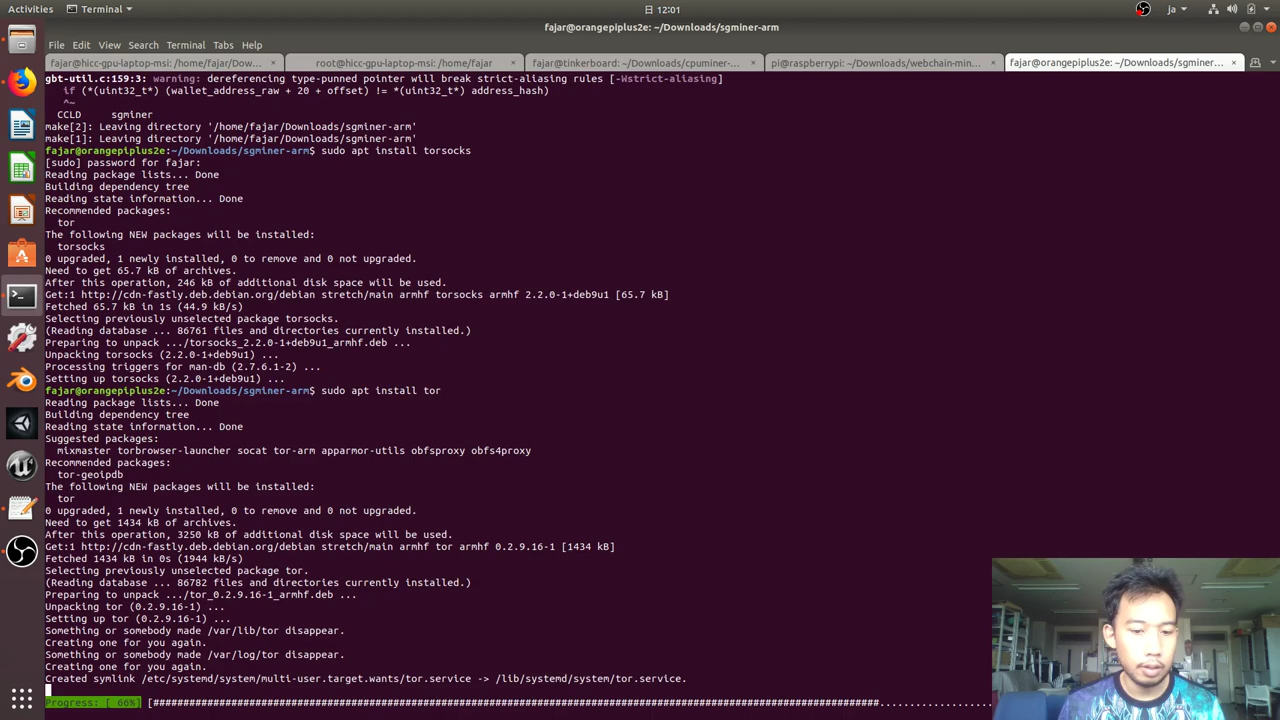 Activities
Terminal
日 12:01
ja
fajar@orangepiplus2e: ~/Downloads/sgminer-arm
File Edit View Search Terminal Tabs Help
fajar@hicc-gpu-laptop-msi: /home/fajar/Dow…
root@hicc-gpu-laptop-msi: /home/fajar
fajar@tinkerboard: ~/Downloads/cpuminer-…
pi@raspberrypi: ~/Downloads/webchain-min…
fajar@orangepiplus2e: ~/Downloads/sgminer…
gbt-util.c:159:3: warning: dereferencing type-punned pointer will break strict-aliasing rules [-Wstrict-aliasing]
if (*(uint32_t*) (wallet_address_raw + 20 + offset) != *(uint32_t*) address_hash)
^~
CCLD sgminer
make[2]: Leaving directory '/home/fajar/Downloads/sgminer-arm'
make[1]: Leaving directory '/home/fajar/Downloads/sgminer-arm'
fajar@orangepiplus2e:~/Downloads/sgminer-arm$ sudo apt install torsocks
[sudo] password for fajar:
Reading package lists... Done
Building dependency tree
Reading state information... Done
Recommended packages:
tor
The following NEW packages will be installed:
torsocks
0 upgraded, 1 newly installed, 0 to remove and 0 not upgraded.
Need to get 65.7 kB of archives.
After this operation, 246 kB of additional disk space will be used.
Get:1 http://cdn-fastly.deb.debian.org/debian stretch/main armhf torsocks armhf 2.2.0-1+deb9u1 [65.7 kB]
Fetched 65.7 kB in 1s (44.9 kB/s)
Selecting previously unselected package torsocks.
(Reading database ... 86761 files and directories currently installed.)
Preparing to unpack .../torsocks_2.2.0-1+deb9u1_armhf.deb ...
Unpacking torsocks (2.2.0-1+deb9u1) ...
Processing triggers for man-db (2.7.6.1-2) ...
Setting up torsocks (2.2.0-1+deb9u1) ...
fajar@orangepiplus2e:~/Downloads/sgminer-arm$ sudo apt install tor
Reading package lists... Done
Building dependency tree
Reading state information... Done
Suggested packages:
mixmaster torbrowser-launcher socat tor-arm apparmor-utils obfsproxy obfs4proxy
Recommended packages:
tor-geoipdb
The following NEW packages will be installed:
tor
0 upgraded, 1 newly installed, 0 to remove and 0 not upgraded.
Need to get 1434 kB of archives.
After this operation, 3250 kB of additional disk space will be used.
Get:1 http://cdn-fastly.deb.debian.org/debian stretch/main armhf tor armhf 0.2.9.16-1 [1434 kB]
Fetched 1434 kB in 0s (1944 kB/s)
Selecting previously unselected package tor.
(Reading database ... 86782 files and directories currently installed.)
Preparing to unpack .../tor_0.2.9.16-1_armhf.deb ...
Unpacking tor (0.2.9.16-1) ...
Setting up tor (0.2.9.16-1) ...
Something or somebody made /var/lib/tor disappear.
Creating one for you again.
Something or somebody made /var/log/tor disappear.
Creating one for you again.
Created symlink /etc/systemd/system/multi-user.target.wants/tor.service -> /lib/systemd/system/tor.service.
Progress: [ 66%]